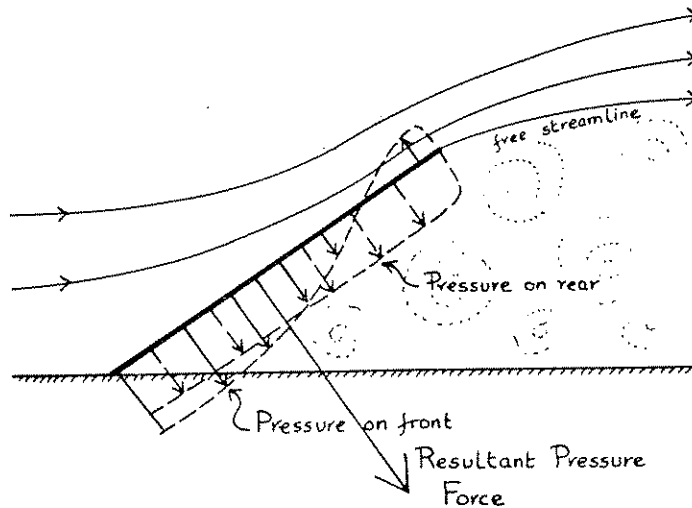 free streamline
Pressure on rear
Pressure on front
Resultant Pressure
Force